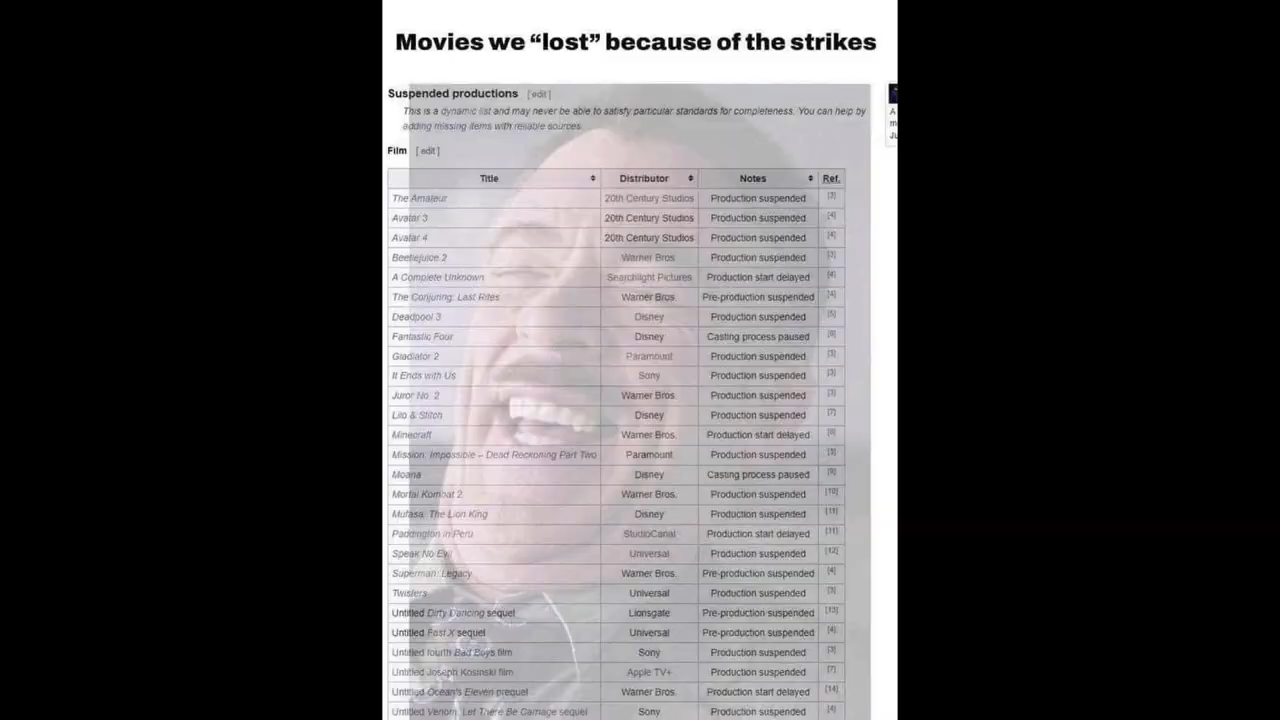 Movies we “lost” because of the strikes
Suspended productions [ edit ]
This is a dynamic list and may never be able to satisfy particular standards for completeness. You can help by
adding missing items with reliable sources.
Film [ edit ]
Title Distributor Notes Ref.
The Amateur 20th Century Studios Production suspended [3]
Avatar 3 20th Century Studios Production suspended [4]
Avatar 4 20th Century Studios Production suspended [4]
Beetlejuice 2 Warner Bros. Production suspended [3]
A Complete Unknown Searchlight Pictures Production start delayed
The Conjuring: Last Rites Warner Bros. Pre-production suspended [4]
Deadpool 3 Disney Production suspended [5]
Fantastic Four Disney Casting process paused [6]
Gladiator 2 Paramount Production suspended [3]
It Ends with Us Sony Production suspended [3]
Juror No. 2 Warner Bros. Production suspended [3]
Lilo & Stitch Disney Production suspended [7]
Minecraft Warner Bros. Production start delayed
Mission: Impossible – Dead Reckoning Part Two Paramount Production suspended [3]
Moana Disney Casting process paused
Mortal Kombat 2 Warner Bros. Production suspended [10]
Mufasa: The Lion King Disney Production suspended [11]
Paddington in Peru StudioCanal Production start delayed [11]
Speak No Evil Universal Production suspended [12]
Superman: Legacy Warner Bros. Pre-production suspended [4]
Twisters Universal Production suspended [3]
Untitled Dirty Dancing sequel Lionsgate Pre-production suspended [13]
Untitled Fast X sequel Universal Pre-production suspended [4]
Untitled fourth Bad Boys film Sony Production suspended [3]
Untitled Joseph Kosinski film Apple TV+ Production suspended [7]
Untitled Ocean's Eleven prequel Warner Bros. Production start delayed [14]
Untitled Venom: Let There Be Carnage sequel Sony Production suspended [4]
A
m
Ju